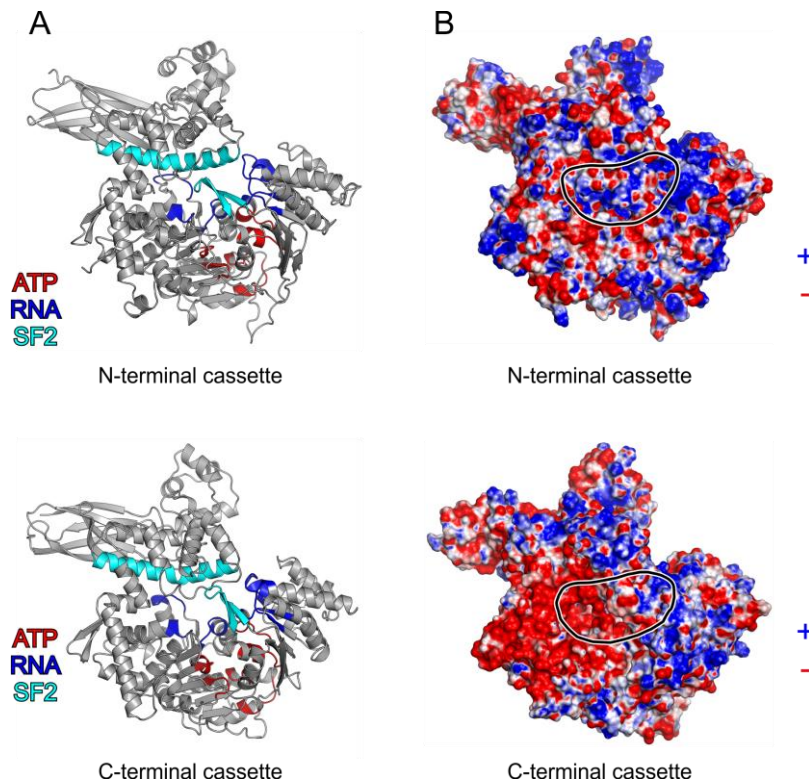 A
B
ATP
RNA
SF2
+
-
N-terminal cassette
N-terminal cassette
ATP
RNA
SF2
+
-
C-terminal cassette
C-terminal cassette